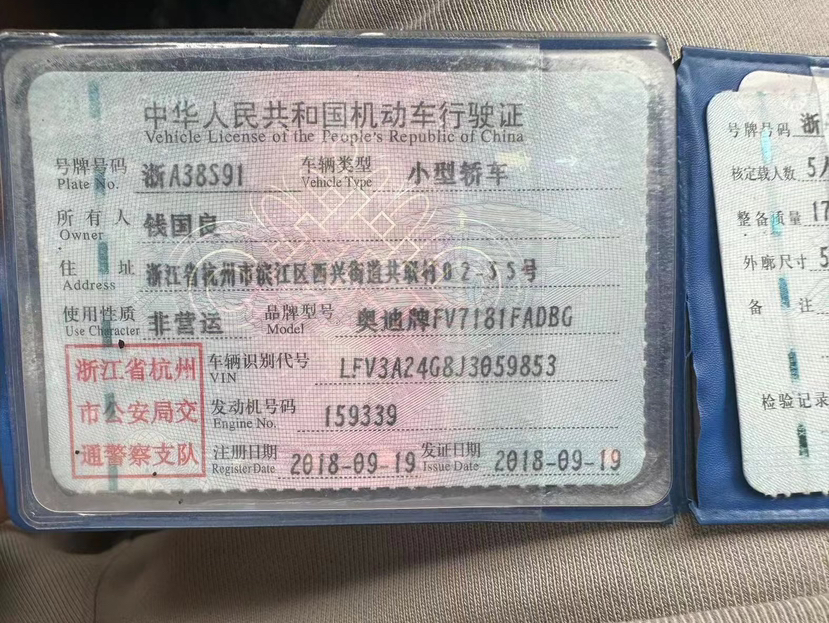 中华人民共和国机动车行驶证
Vehicle License of the People's Republic of China
号牌号码 浙A38S91 车辆类型 小型轿车
Plate No. Vehicle Type
所有人 钱国良
Owner
住址 浙江省杭州市滨江区西兴街道共联村02-35号
Address
使用性质 非营运 品牌型号 奥迪牌FV7181FADBG
Use Character Model
浙江省杭州
市公安局交
通警察支队
车辆识别代号 LFV3A24G8J3059853
VIN
发动机号码 159339
Engine No.
注册日期 2018-09-19 发证日期 2018-09-19
Register Date Issue Date
号牌号码 浙
核定载人数 5人
整备质量 17
外廓尺寸 5
备注
检验记录